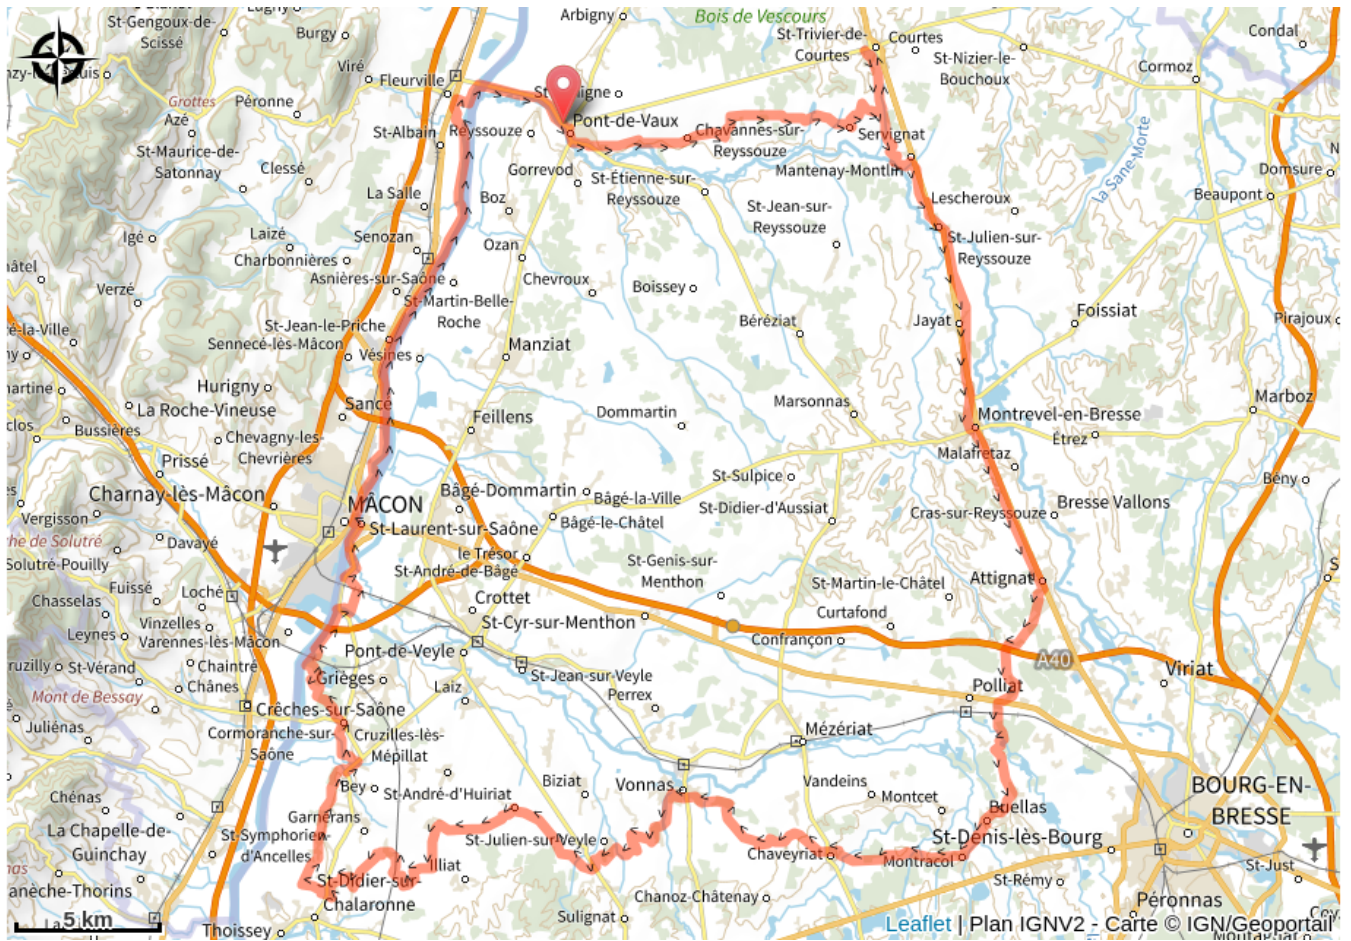 St-Gengoux-de-
Scissé
Lugny
Burgy
Arbigny
Bois de Vescours
St-Trivier-de-
Courtes
Courtes
St-Nizier-le-
Bouchoux
Condal
Cormoz
Viré
Fleurville
Grottes
Azé
Péronne
St-Albain
Reyssouze
Pont-de-Vaux
Chavannes-sur-
Reyssouze
Servignat
St-Maurice-de-
Satonnay
Clessé
Gorrevod
St-Étienne-sur-
Reyssouze
Mantenay-Montlin
la Sane-Morte
Domsure
Beaupont
La Salle
Boz
St-Jean-sur-
Reyssouze
Lescheroux
Igé
Laizé
Charbonnières
Senozan
Ozan
St-Julien-sur-
Reyssouze
Verzé
Asnières-sur-Saône
Chevroux
Boissey
St-Martin-Belle-
Roche
St-Jean-le-Priche
Sennecé-lès-Mâcon
Vésines
Manziat
Béréziat
Jayat
Foissiat
Pirajoux
Hurigny
La Roche-Vineuse
Sancé
Feillens
Dommartin
Marsonnas
Montrevel-en-Bresse
Étrez
Marboz
Bussières
Chevagny-les-
Chevrières
Prissé
Malafretaz
St-Sulpice
Bény
Charnay-lès-Mâcon
MÂCON
Bâgé-Dommartin
Bâgé-la-Ville
St-Didier-d'Aussiat
Cras-sur-Reyssouze
Bresse Vallons
Vergisson
St-Laurent-sur-Saône
Bâgé-le-Châtel
Davayé
le Trésor
St-André-de-Bâgé
St-Genis-sur-
Menthon
St-Martin-le-Châtel
Attignat
Solutré-Pouilly
Fuissé
Loché
Chasselas
Crottet
Curtafond
Vinzelles
St-Cyr-sur-Menthon
Confrançon
Leynes
Varennes-lès-Mâcon
Pont-de-Veyle
A40
Viriat
St-Vérand
Chaintré
Chânes
Grièges
Laiz
St-Jean-sur-Veyle
Perrex
Polliat
Mont de Bessay
Crêches-sur-Saône
Juliénas
Cormoranche-sur-
Saône
Cruzilles-lès-
Mépillat
Mézériat
Chénas
Bey
St-André-d'Huiriat
Biziat
Vonnas
Vandeins
Montcet
Buellas
BOURG-EN-
BRESSE
Garnerans
La Chapelle-de-
Guinchay
St-Symphorien-
d'Ancelles
St-Julien-sur-Veyle
St-Denis-lès-Bourg
Illiat
Chaveyriat
Montracol
St-Just
St-Didier-sur-
Chalaronne
St-Rémy
Chanoz-Châtenay
Péronnas
Sulignat
Thoissey
5 km
Leaflet | Plan IGNV2 - Carte © IGN/Geoportail